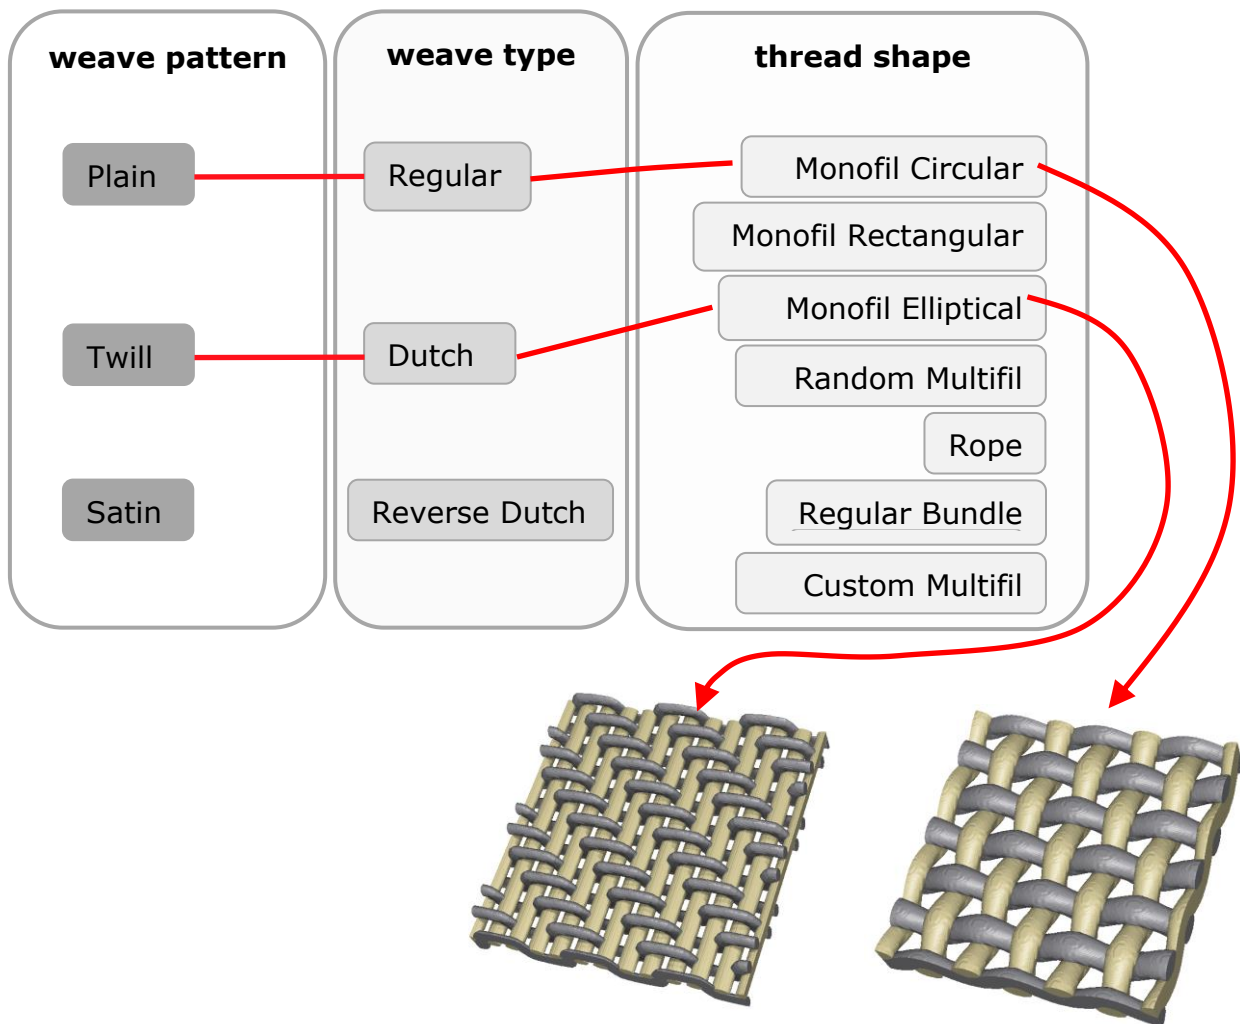 weave pattern
weave type
thread shape
Plain
Regular
Monofil Circular
Monofil Rectangular
Monofil Elliptical
Twill
Dutch
Random Multifil
Rope
Satin
Reverse Dutch
Regular Bundle
Custom Multifil